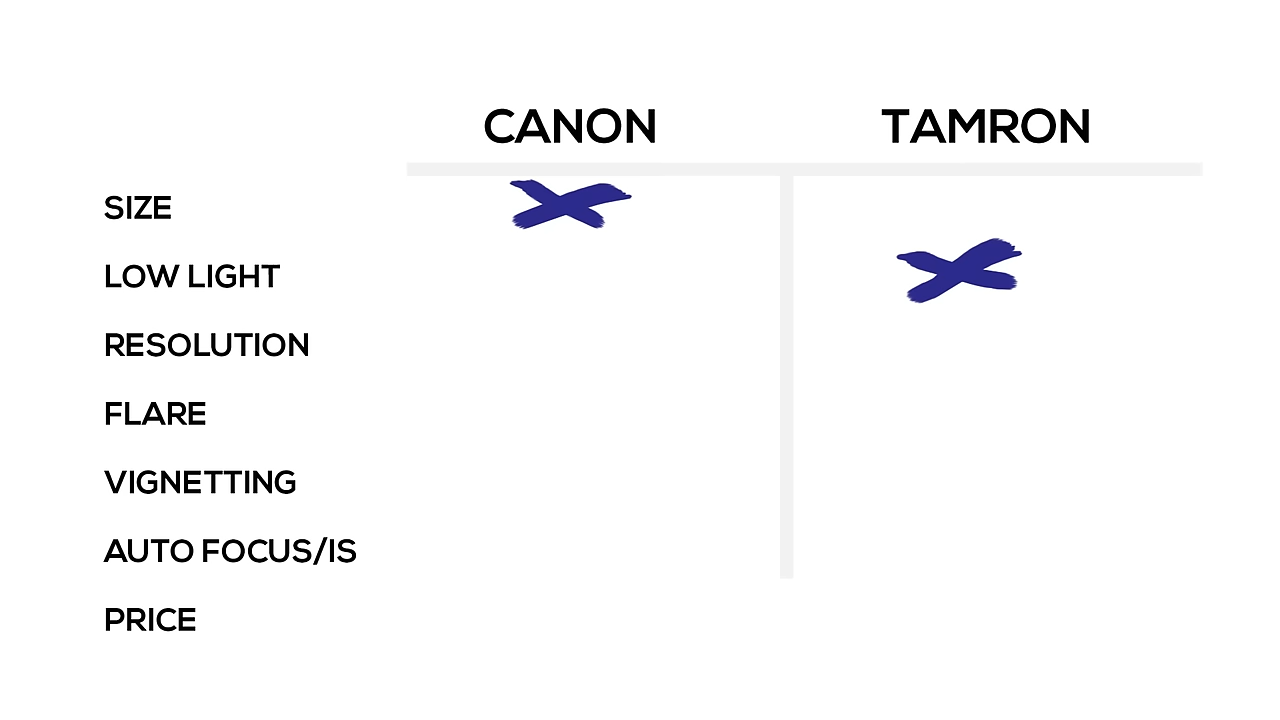 CANON TAMRON
SIZE
LOW LIGHT
RESOLUTION
FLARE
VIGNETTING
AUTO FOCUS/IS
PRICE